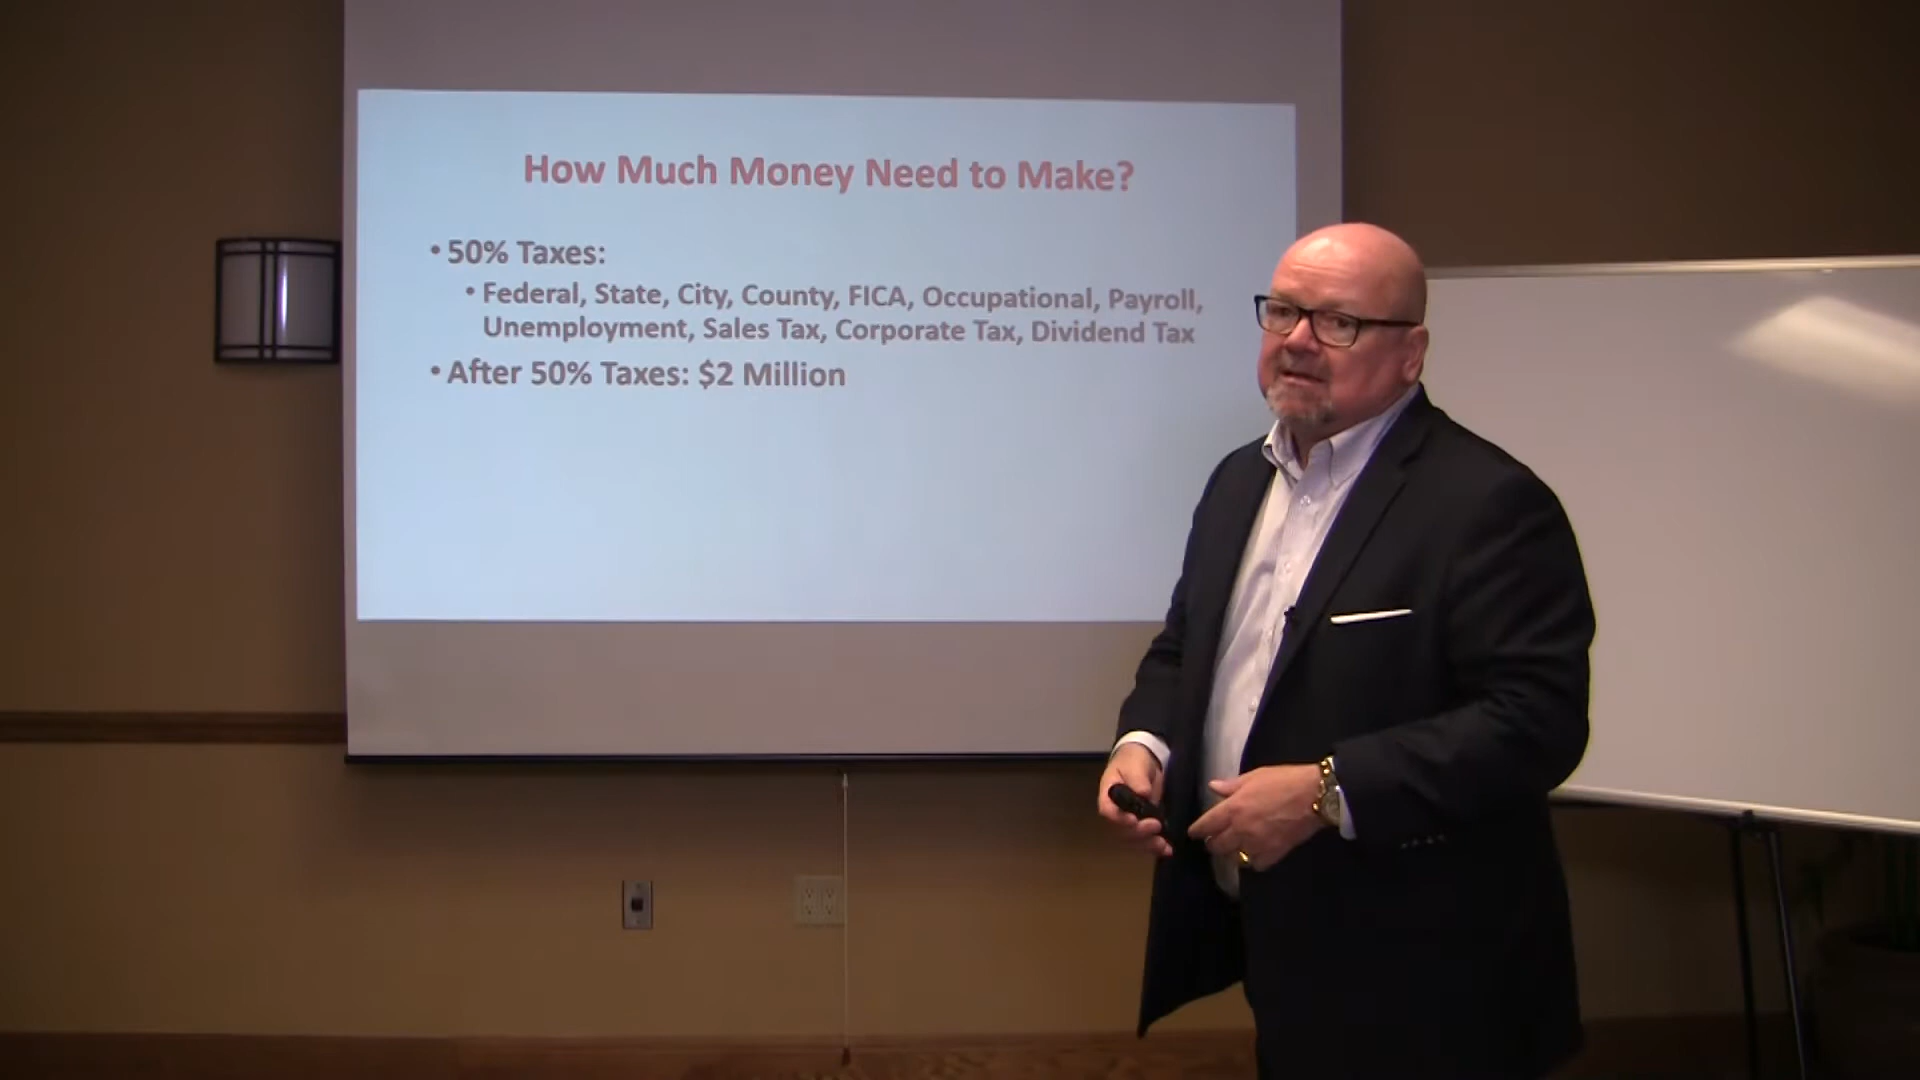 How Much Money Need to Make?
• 50% Taxes:
• Federal, State, City, County, FICA, Occupational, Payroll,
Unemployment, Sales Tax, Corporate Tax, Dividend Tax
• After 50% Taxes: $2 Million